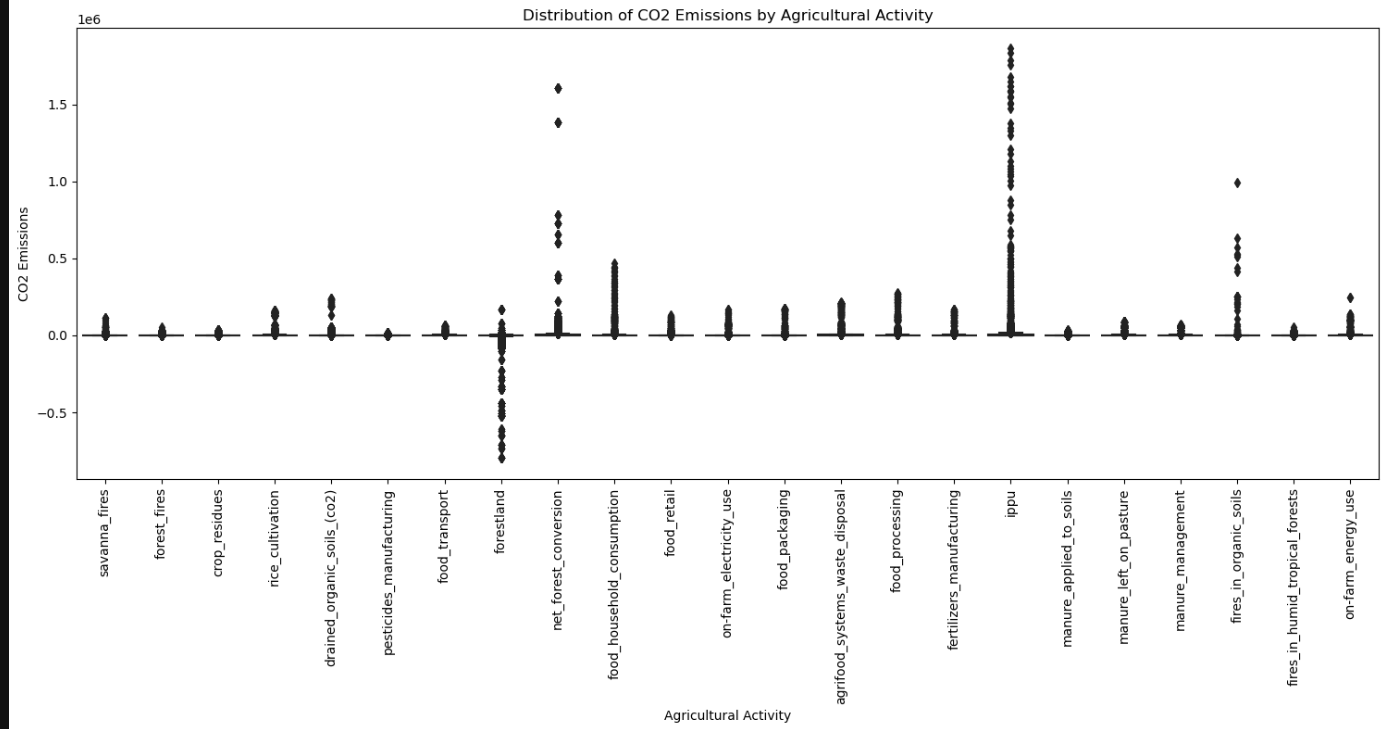 Distribution of CO2 Emissions by Agricultural Activity
1e6
1.5
1.0
0.5
0.0
−0.5
CO2 Emissions
savanna_fires
forest_fires
crop_residues
rice_cultivation
drained_organic_soils_(co2)
pesticides_manufacturing
food_transport
forestland
net_forest_conversion
food_household_consumption
food_retail
on-farm_electricity_use
food_packaging
agrifood_systems_waste_disposal
food_processing
fertilizers_manufacturing
ippu
manure_applied_to_soils
manure_left_on_pasture
manure_management
fires_in_organic_soils
fires_in_humid_tropical_forests
on-farm_energy_use
Agricultural Activity